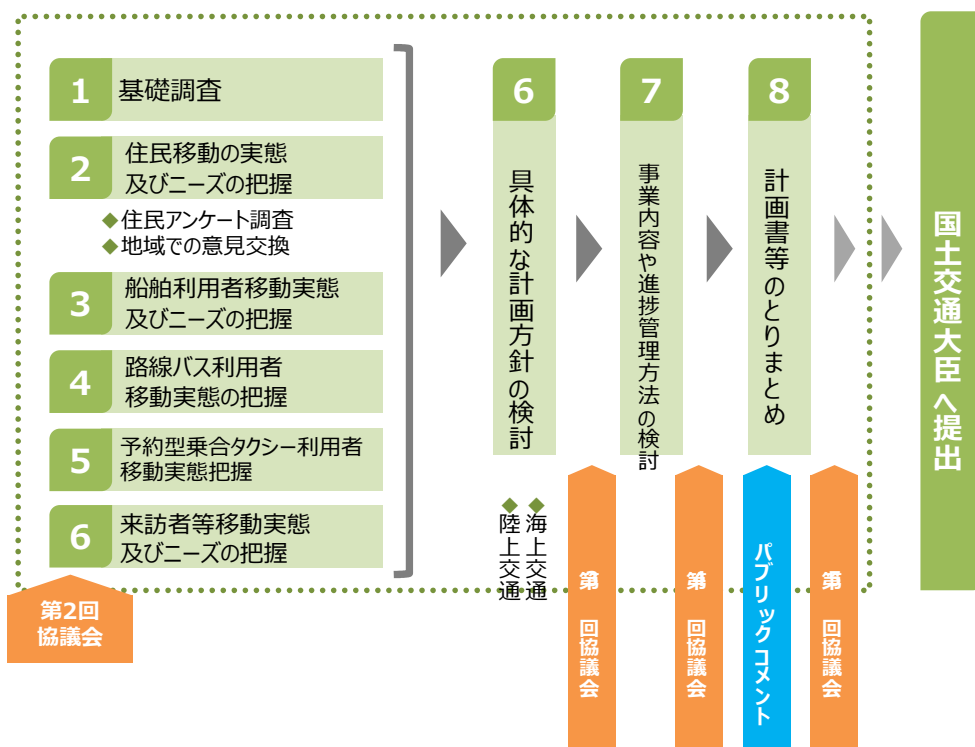 1
基礎調査
2
住民移動の実態
及びニーズの把握
◆住民アンケート調査
◆地域での意見交換
3
船舶利用者移動実態
及びニーズの把握
4
路線バス利用者
移動実態の把握
5
予約型乗合タクシー利用者
移動実態把握
6
来訪者等移動実態
及びニーズの把握
第2回
協議会
6
具体的な計画方針の検討
◆海上交通
◆陸上交通
7
事業内容や進捗管理方法の検討
8
計画書等のとりまとめ
第
回協議会
第
回協議会
パブリックコメント
第
回協議会
国土交通大臣へ提出